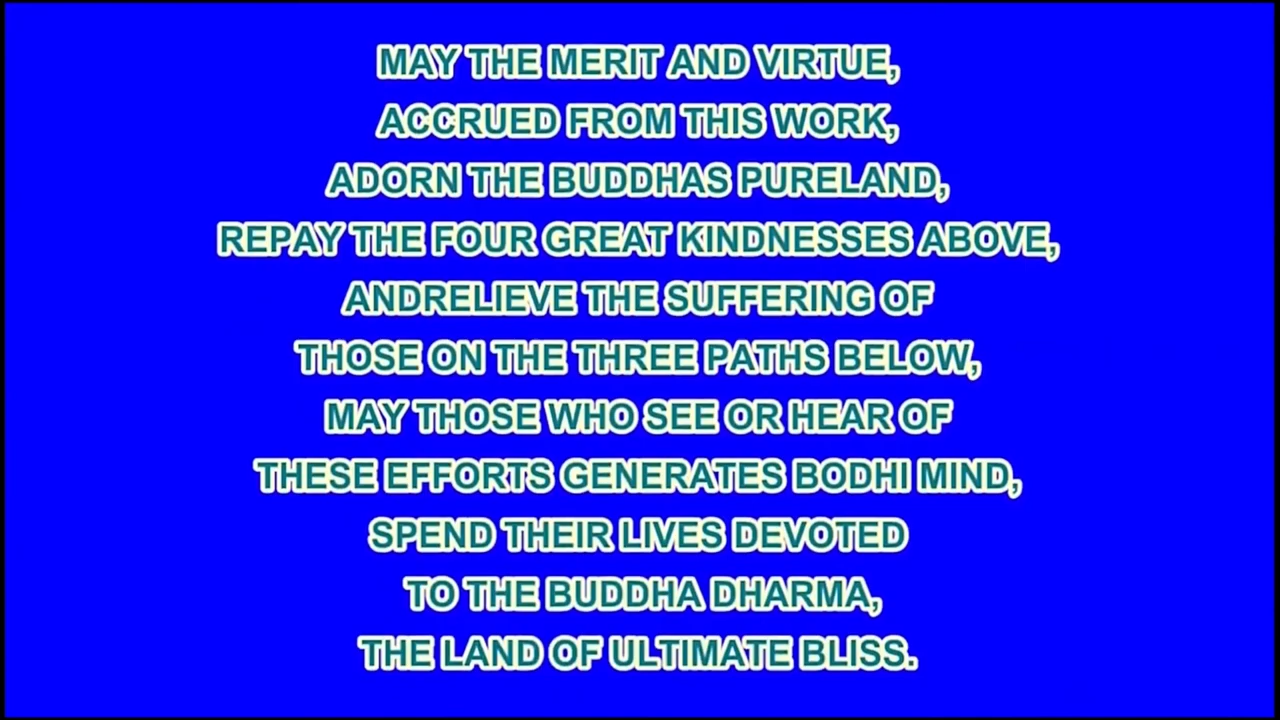 MAY THE MERIT AND VIRTUE,
ACCRUED FROM THIS WORK,
ADORN THE BUDDHAS PURELAND,
REPAY THE FOUR GREAT KINDNESSES ABOVE,
ANDRELIEVE THE SUFFERING OF
THOSE ON THE THREE PATHS BELOW,
MAY THOSE WHO SEE OR HEAR OF
THESE EFFORTS GENERATES BODHI MIND,
SPEND THEIR LIVES DEVOTED
TO THE BUDDHA DHARMA,
THE LAND OF ULTIMATE BLISS.